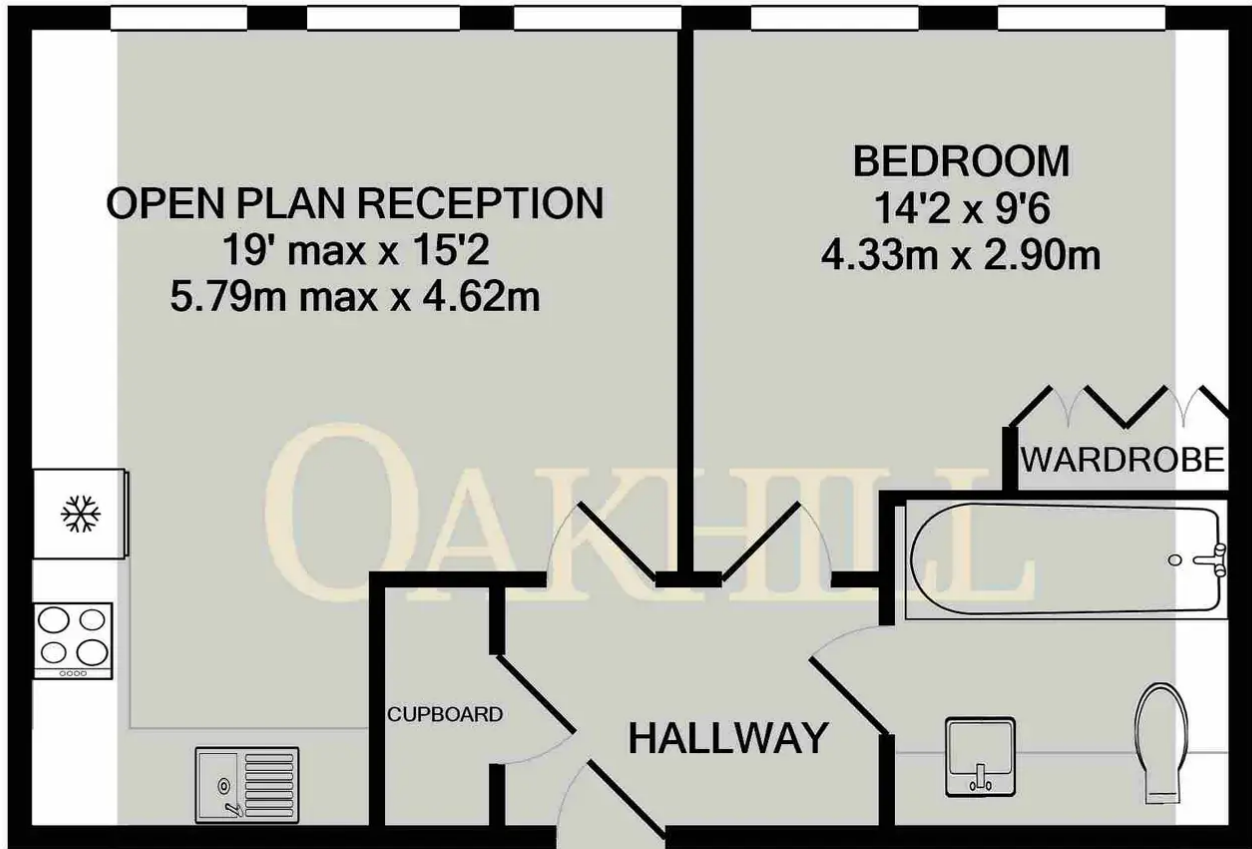 OPEN PLAN RECEPTION
19' max x 15'2
5.79m max x 4.62m
BEDROOM
14'2 x 9'6
4.33m x 2.90m
WARDROBE
OAKHILL
CUPBOARD
HALLWAY